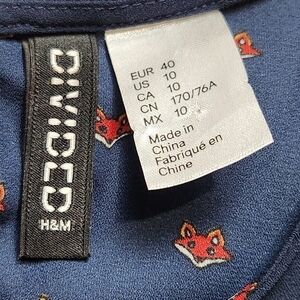 DIVIDED
H&M
EUR 40
US 10
CA 10
CN 170/76A
MX 10
Made in
China
Fabriqué en
Chine